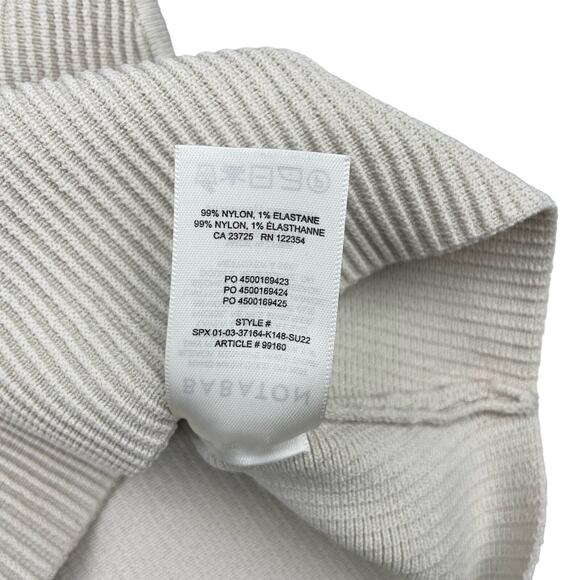 99% NYLON, 1% ELASTANE
99% NYLON, 1% ÉLASTHANNE
CA 23725 RN 122354
PO 4500169423
PO 4500169424
PO 4500169425
STYLE #
SPX 01-03-37164-K148-SU22
ARTICLE # 99160
BABATON